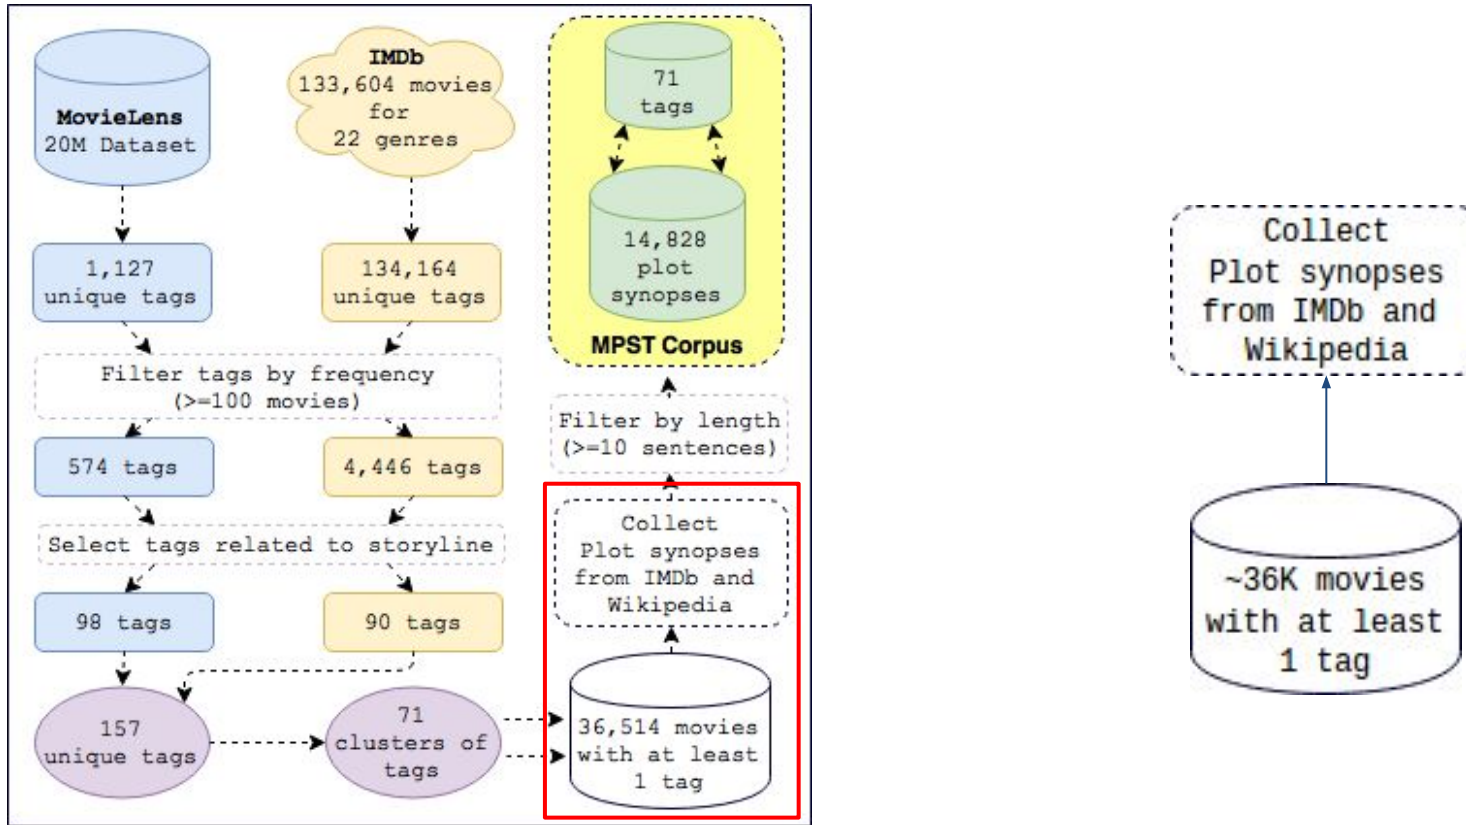 MovieLens
20M Dataset
IMDb
133,604 movies
for
22 genres
1,127
unique tags
134,164
unique tags
Filter tags by frequency
(>=100 movies)
574 tags
4,446 tags
Select tags related to storyline
98 tags
90 tags
157
unique tags
71
clusters of
tags
36,514 movies
with at least
1 tag
Collect
Plot synopses
from IMDb and
Wikipedia
Filter by length
(>=10 sentences)
71
tags
14,828
plot
synopses
MPST Corpus
Collect
Plot synopses
from IMDb and
Wikipedia
~36K movies
with at least
1 tag